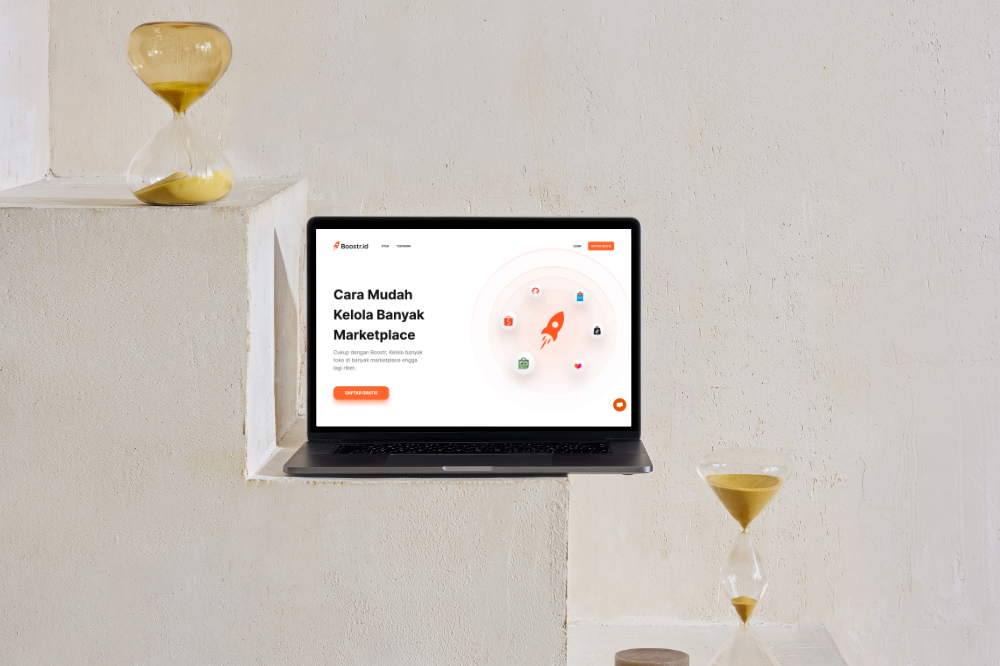 Boostr.id
FITUR
TESTIMONI
LOGIN
DAFTAR GRATIS
Cara Mudah
Kelola Banyak
Marketplace
Cukup dengan Boostr, Kelola banyak
toko di banyak marketplace engga
lagi ribet.
DAFTAR GRATIS